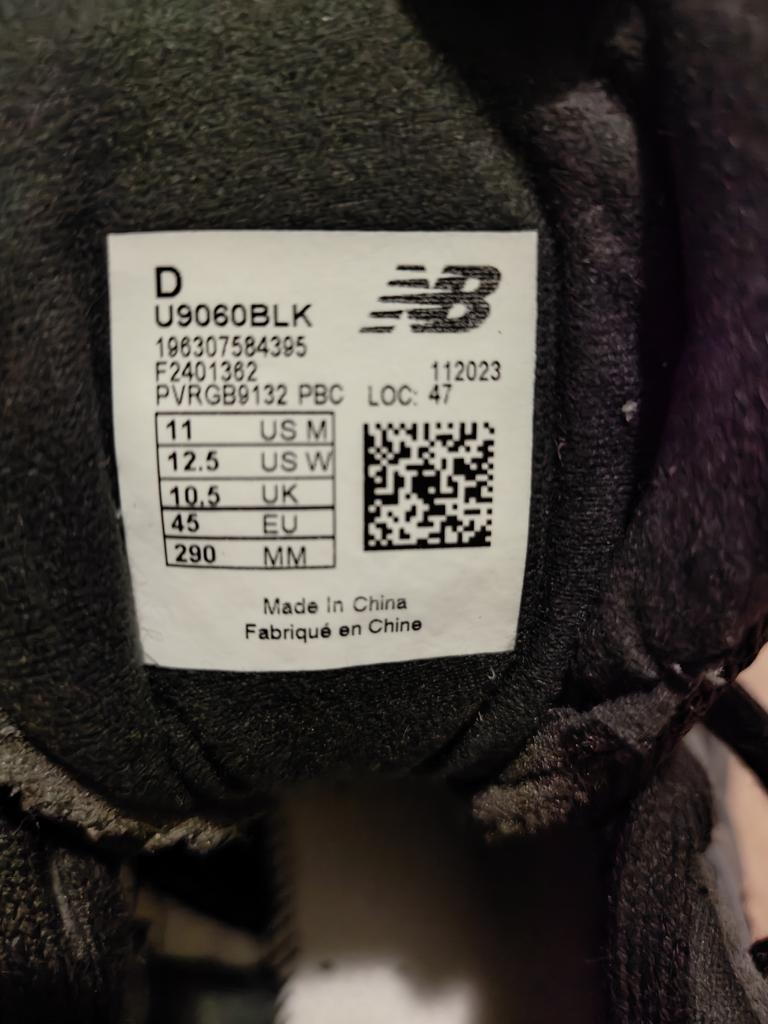 D
NB
U9060BLK
196307584395
F2401362 112023
PVRGB9132 PBC LOC: 47
11 US M
12.5 US W
10.5 UK
45 EU
290 MM
Made In China
Fabriqué en Chine